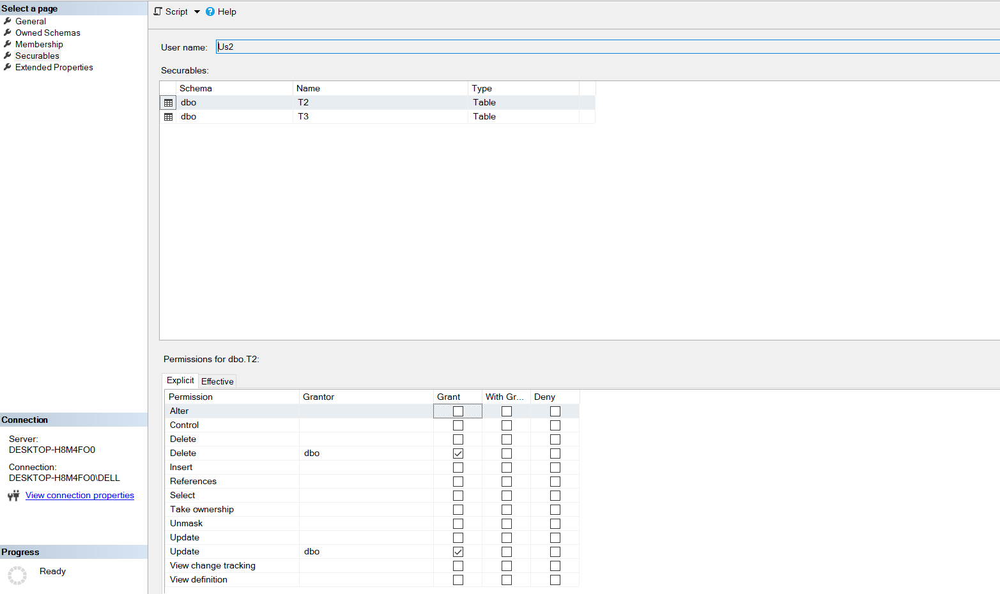 Select a page
General
Owned Schemas
Membership
Securables
Extended Properties
Script Help
User name: Us2
Securables:
Schema Name Type
dbo T2 Table
dbo T3 Table
Permissions for dbo.T2:
Explicit Effective
Permission Grantor Grant With Gr... Deny
Alter
Control
Delete
Delete dbo
Insert
References
Select
Take ownership
Unmask
Update
Update dbo
View change tracking
View definition
Connection
Server:
DESKTOP-H8M4FO0
Connection:
DESKTOP-H8M4FO0\DELL
View connection properties
Progress
Ready